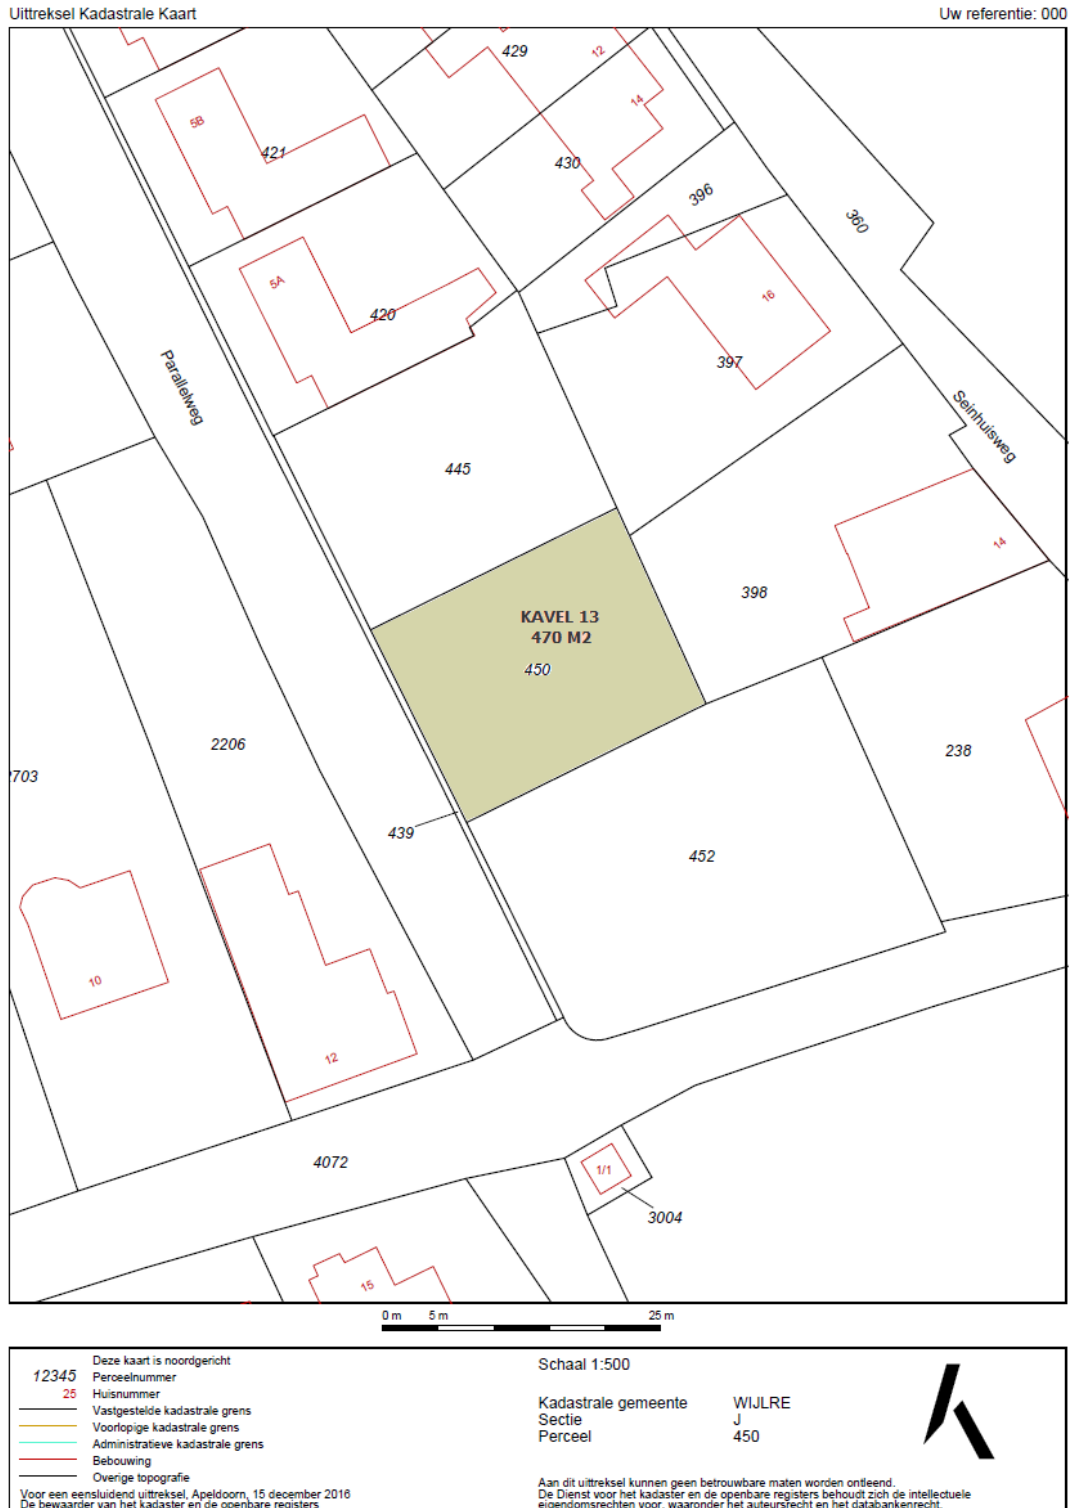 Uittreksel Kadastrale Kaart
Uw referentie: 000
429
12
5B
14
421
430
396
360
5A
16
420
397
Parallelweg
Seinhuisweg
445
14
398
KAVEL 13
470 M2
450
2206
238
2703
439
452
10
12
4072
1/1
3004
15
0 m 5 m 25 m
Deze kaart is noordgericht
12345 Perceelnummer
25 Huisnummer
Vastgestelde kadastrale grens
Voorlopige kadastrale grens
Administratieve kadastrale grens
Bebouwing
Overige topografie
Voor een eensluidend uittreksel, Apeldoorn, 15 december 2016
De bewaarder van het kadaster en de openbare registers
Schaal 1:500
Kadastrale gemeente WIJLRE
Sectie J
Perceel 450
Aan dit uittreksel kunnen geen betrouwbare maten worden ontleend.
De Dienst voor het kadaster en de openbare registers behoudt zich de intellectuele
eigendomsrechten voor, waaronder het auteursrecht en het databankenrecht.